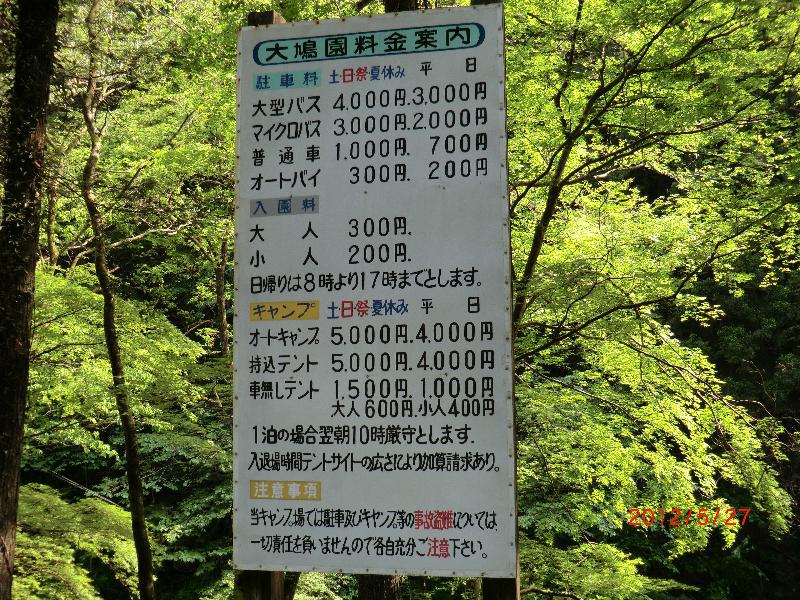 大鳩園料金案内
駐車料 土・日・祭 夏休み 平日
大型バス 4.000円. 3.000円
マイクロバス 3.000円. 2.000円
普通車 1.000円. 700円
オートバイ 300円. 200円
入園料
大人 300円.
小人 200円.
日帰りは8時より17時までとします。
キャンプ 土・日・祭 夏休み 平日
オートキャンプ 5.000円. 4.000円
持込テント 5.000円. 4.000円
車無しテント 1.500円. 1.000円
大人600円. 小人400円
1泊の場合翌朝10時厳守とします.
入退場時間テントサイトの広さにより加算請求あり。
注意事項
当キャンプ場では駐車及びキャンプ等の事故盗難については
一切責任を負いませんので各自充分ご注意下さい。
2012/5/27